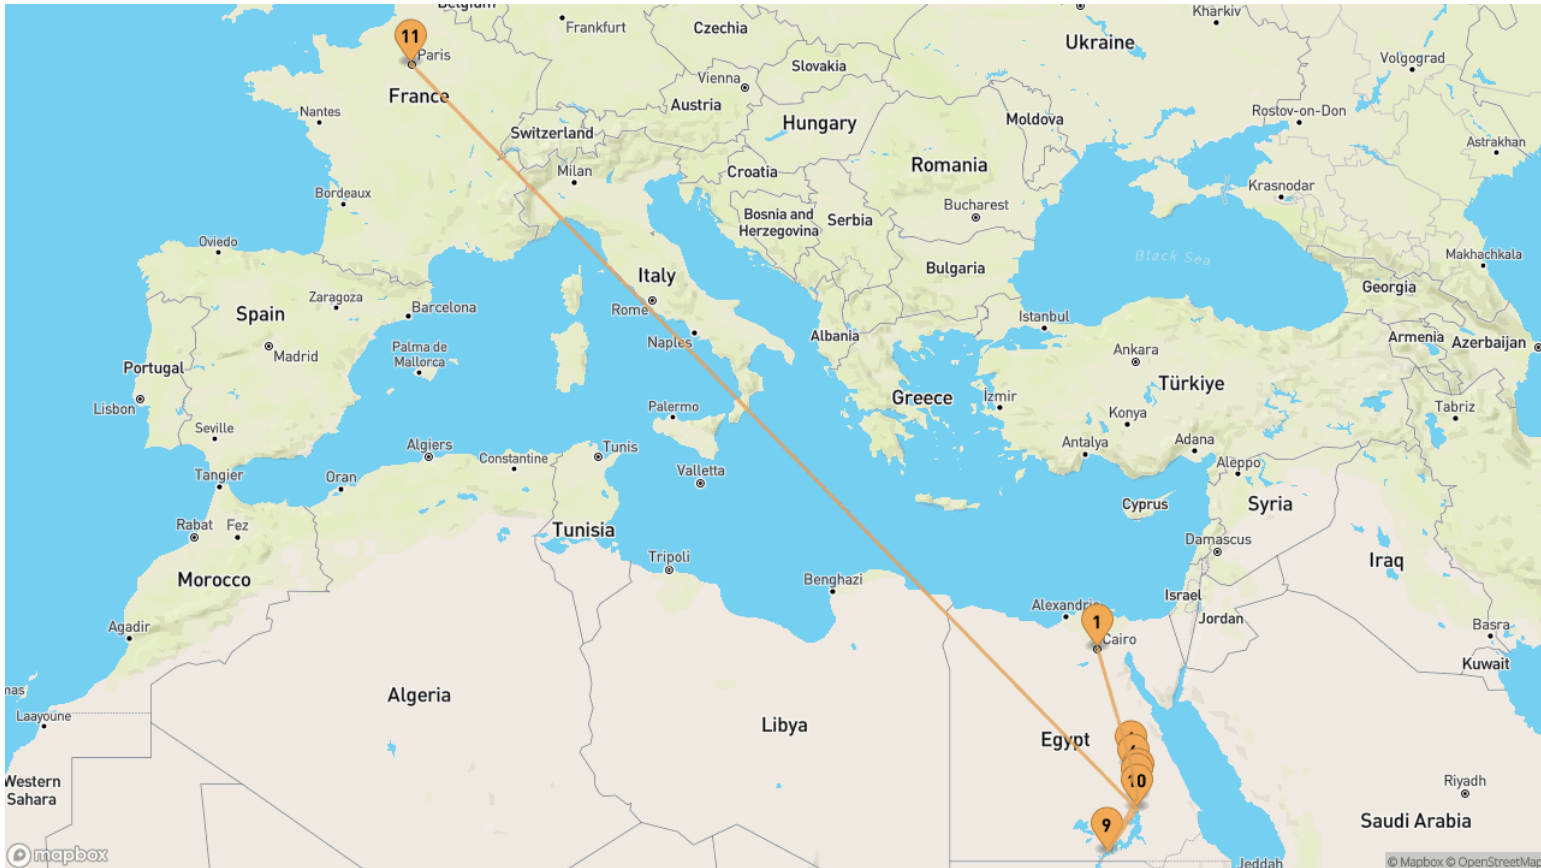 Belgium
Kharkiv
11
Paris
Frankfurt
Czechia
Ukraine
Volgograd
France
Slovakia
Vienna
Austria
Nantes
Switzerland
Hungary
Moldova
Rostov-on-Don
Astrakhan
Milan
Croatia
Romania
Krasnodar
Bordeaux
Bucharest
Bosnia and
Herzegovina
Serbia
Oviedo
Black Sea
Makhachkala
Italy
Bulgaria
Georgia
Zaragoza
Barcelona
Spain
Rome
Istanbul
Albania
Armenia
Azerbaijan
Naples
Madrid
Palma de
Mallorca
Ankara
Portugal
Türkiye
Lisbon
Greece
İzmir
Palermo
Konya
Tabriz
Seville
Algiers
Constantine
Tunis
Antalya
Adana
Aleppo
Tangier
Oran
Valletta
Cyprus
Syria
Rabat
Fez
Tunisia
Damascus
Iraq
Tripoli
Morocco
Benghazi
Israel
Alexandria
Jordan
1
Agadir
Cairo
Basra
Kuwait
mas
Algeria
Laayoune
Libya
Egypt
Western
Sahara
10
Riyadh
9
Saudi Arabia
mapbox
Jeddah
© Mapbox © OpenStreetMap